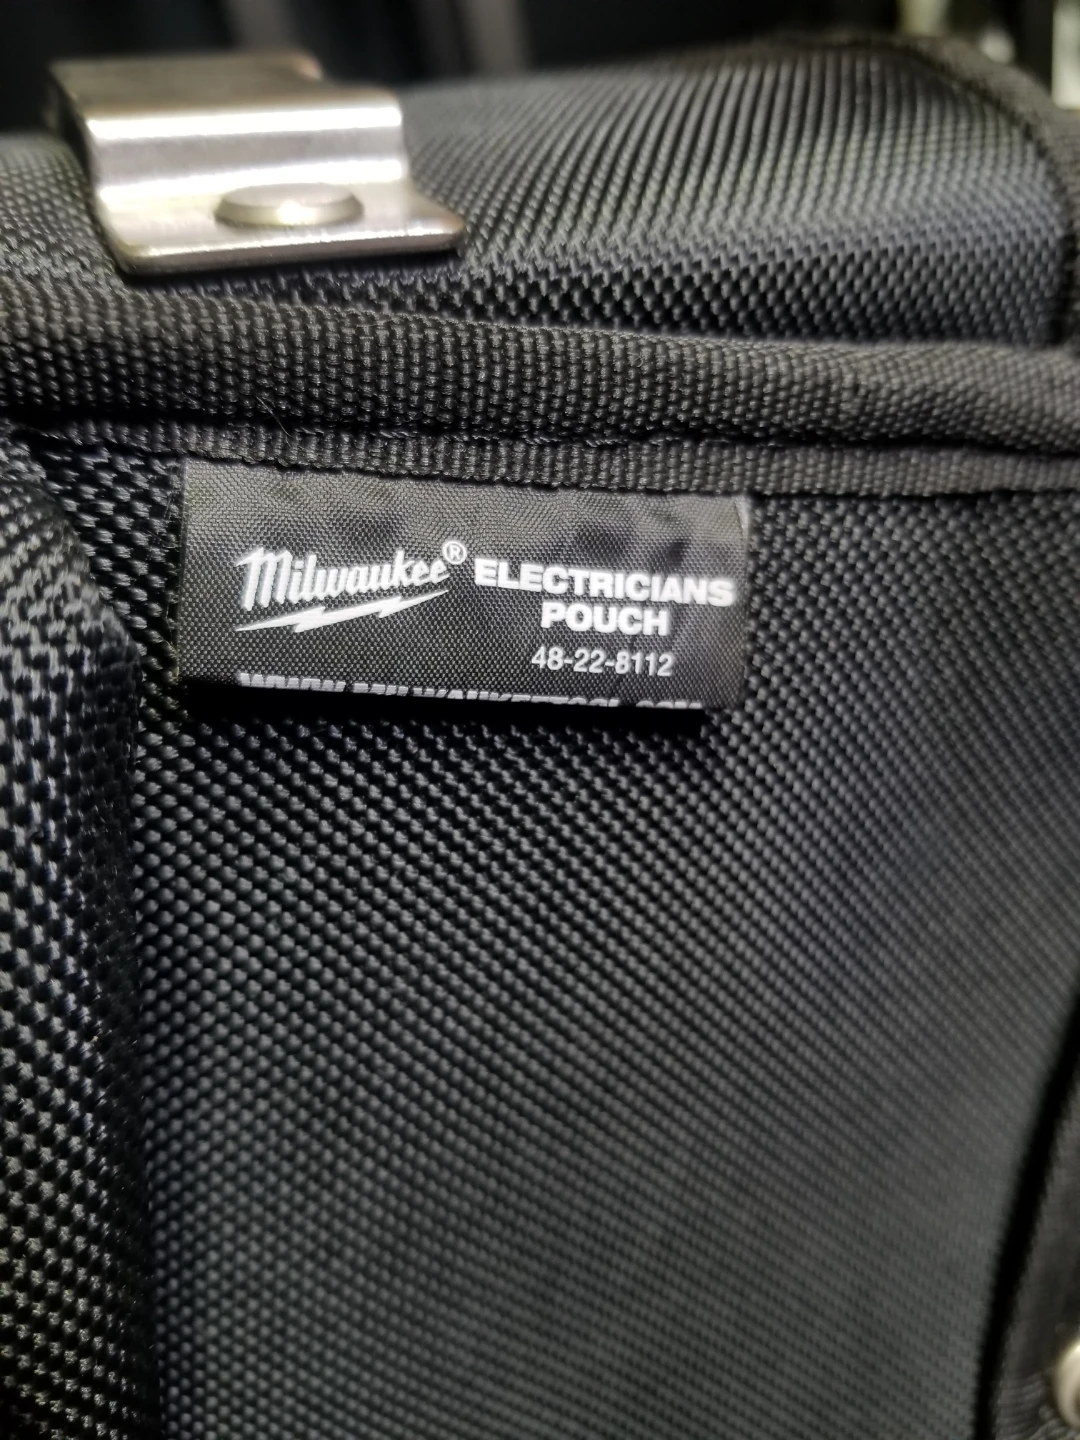 Milwaukee® ELECTRICIANS
POUCH
48-22-8112